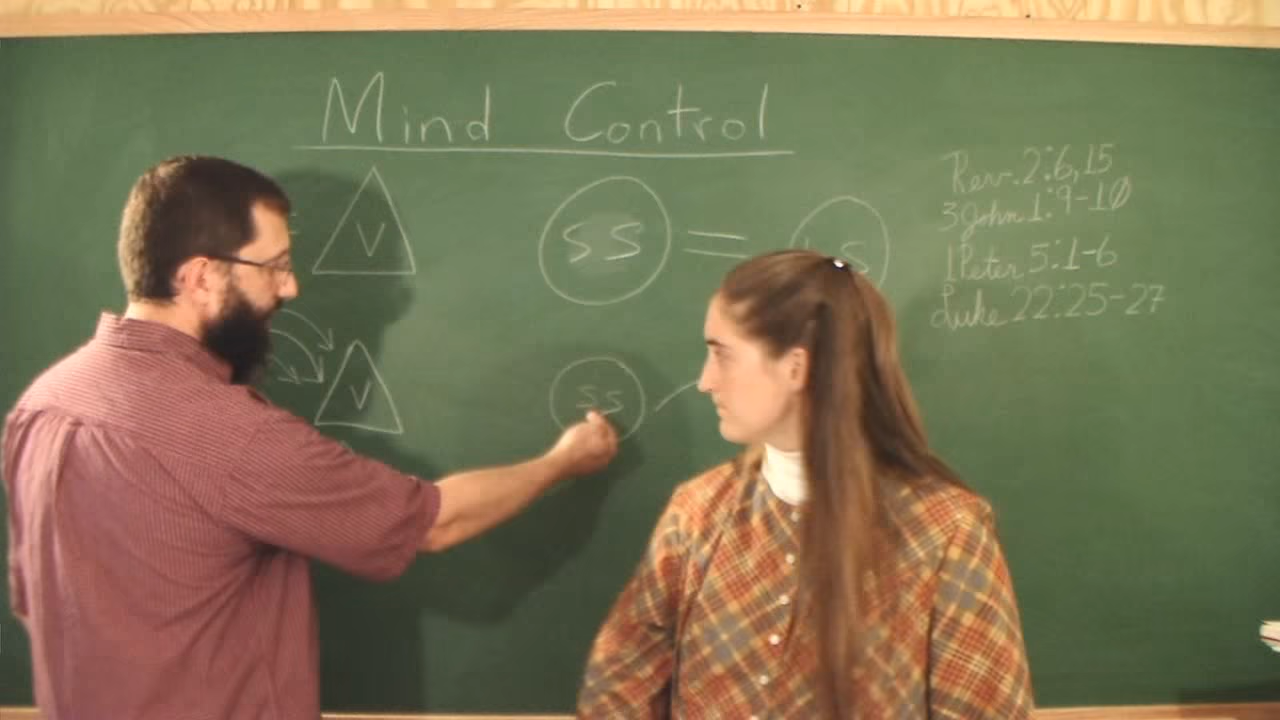 Mind Control
V SS = S
V SS
Rev. 2:6,15
3 John 1:9-10
1 Peter 5:1-6
Luke 22:25-27